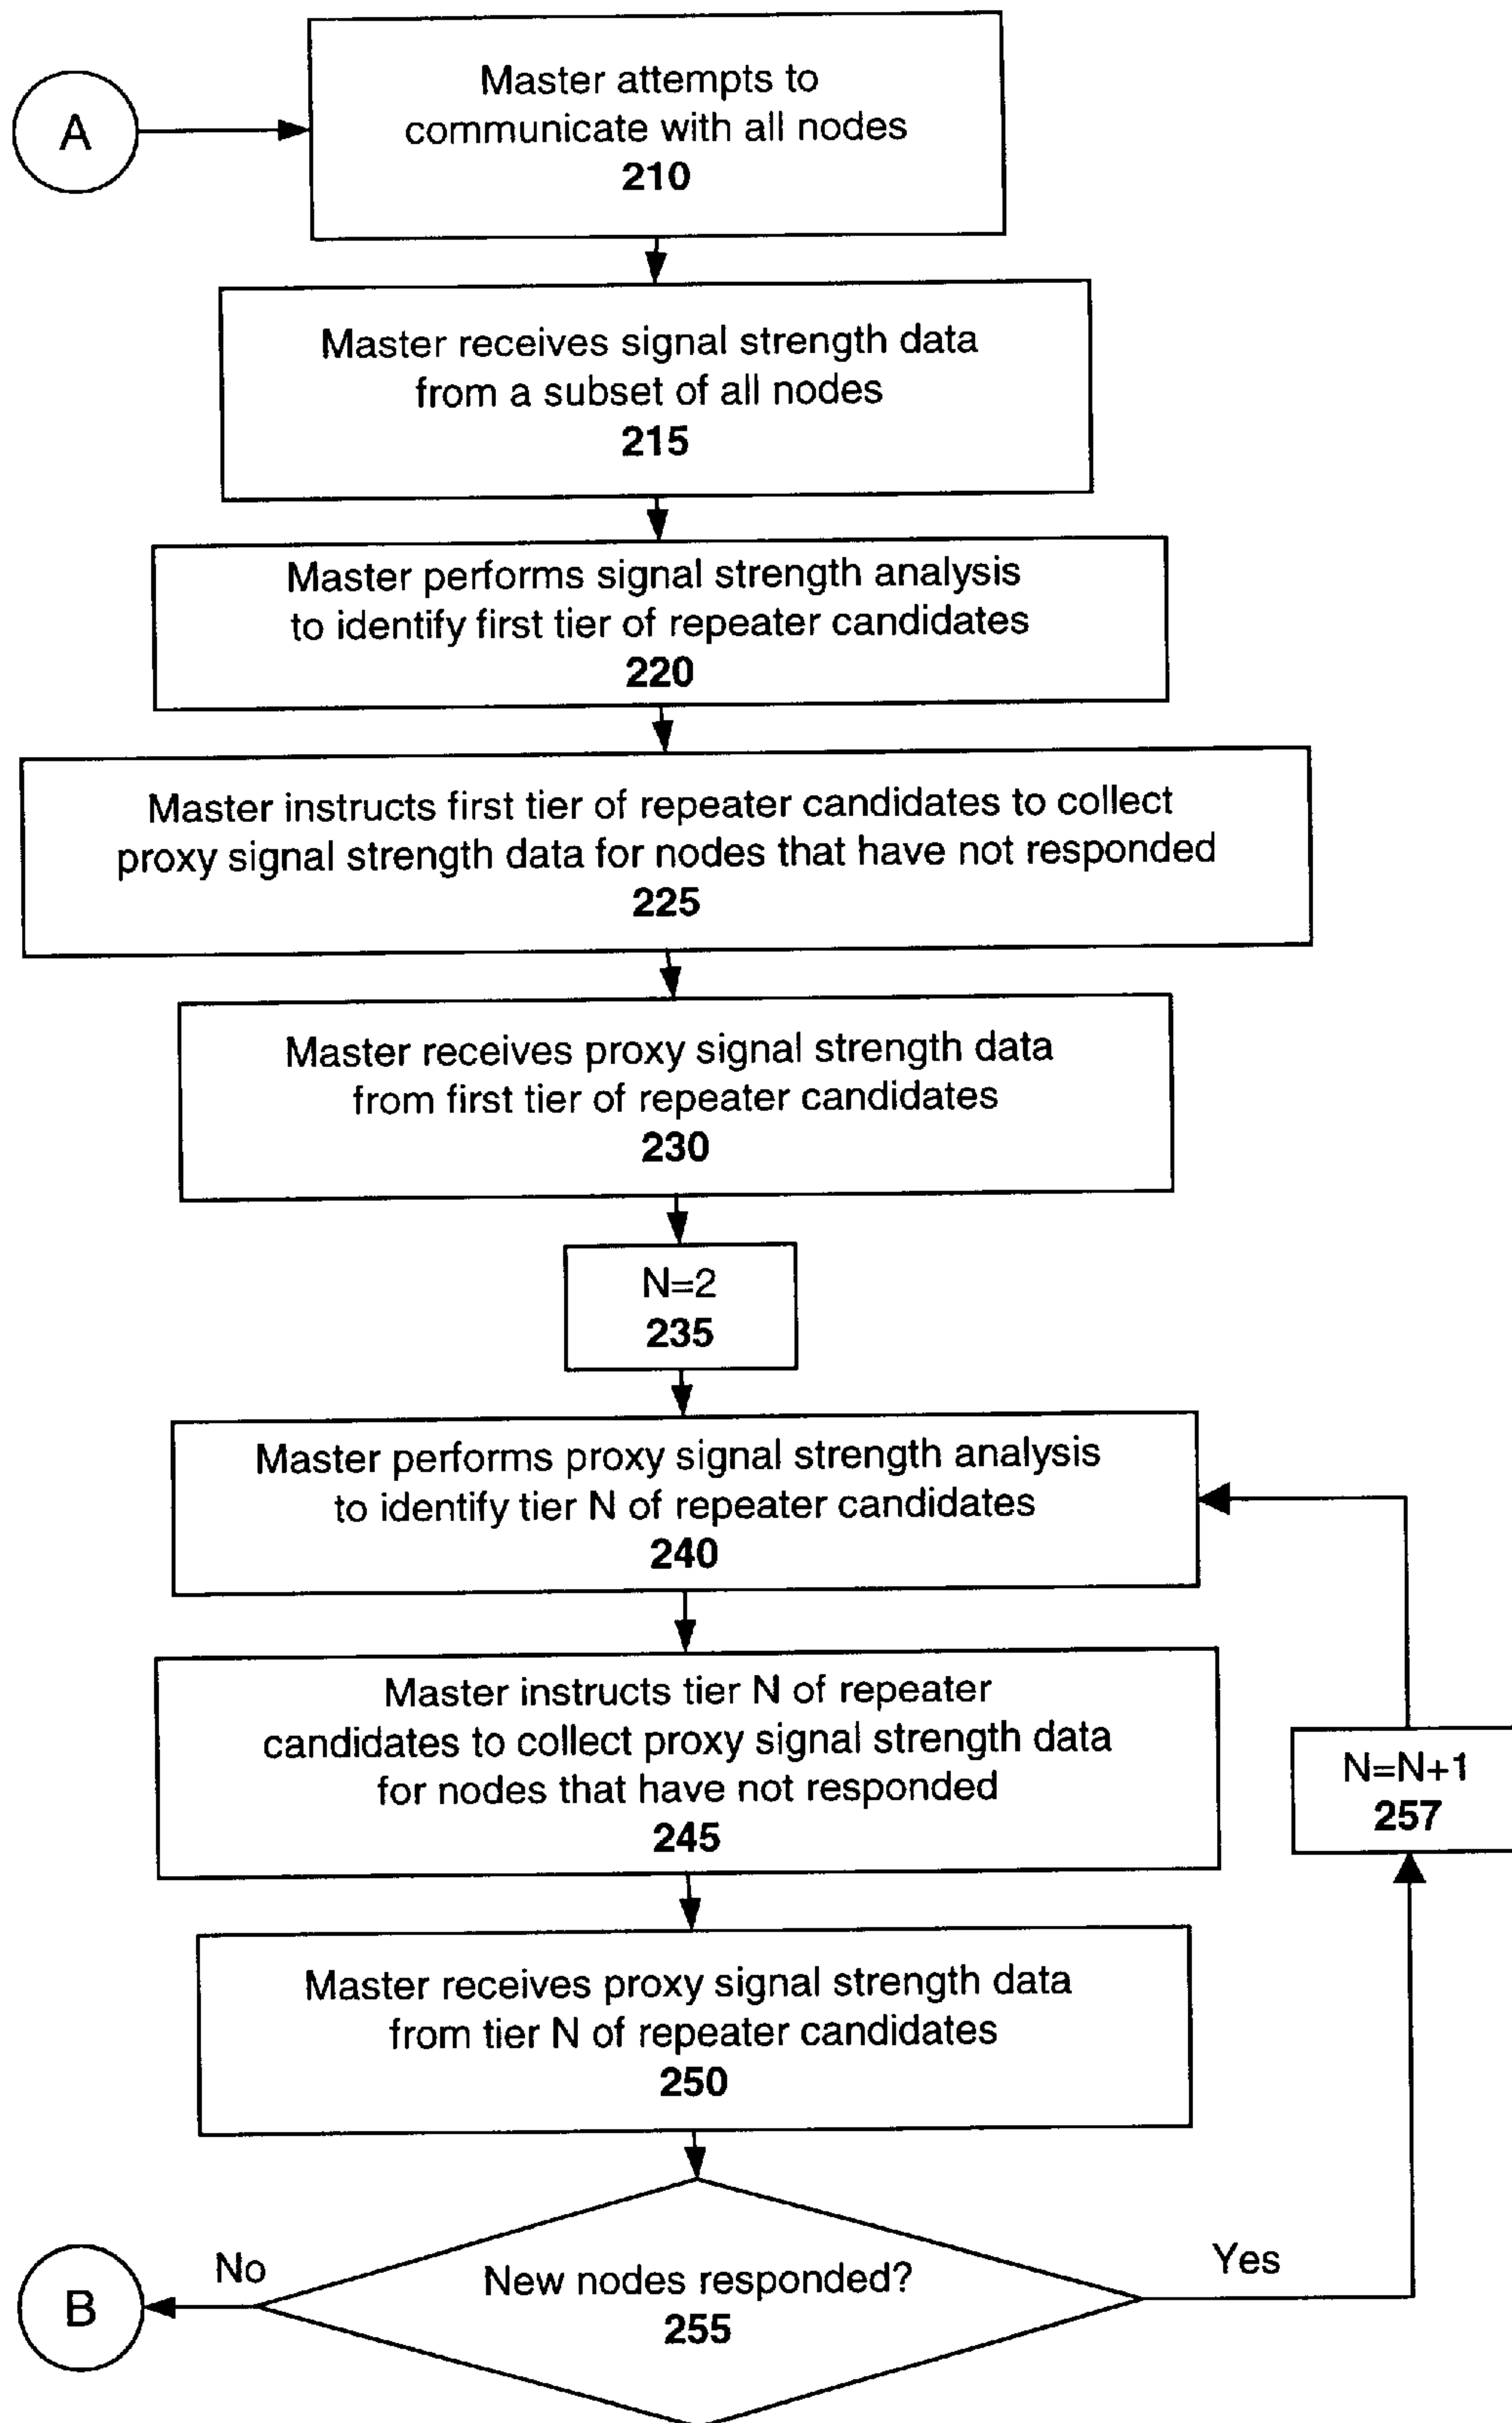 A
Master attempts to
communicate with all nodes
210
Master receives signal strength data
from a subset of all nodes
215
Master performs signal strength analysis
to identify first tier of repeater candidates
220
Master instructs first tier of repeater candidates to collect
proxy signal strength data for nodes that have not responded
225
Master receives proxy signal strength data
from first tier of repeater candidates
230
N=2
235
Master performs proxy signal strength analysis
to identify tier N of repeater candidates
240
Master instructs tier N of repeater
candidates to collect proxy signal strength data
for nodes that have not responded
245
N=N+1
257
Master receives proxy signal strength data
from tier N of repeater candidates
250
New nodes responded?
255
No
Yes
B